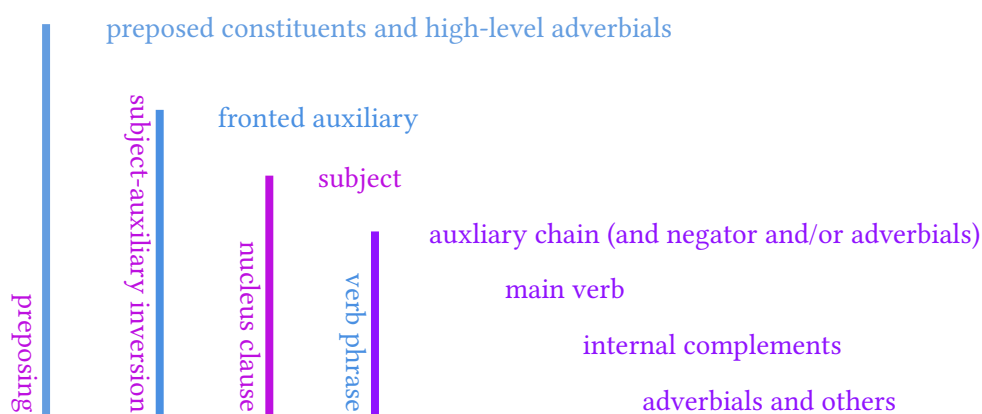 preposed constituents and high-level adverbials
fronted auxiliary
subject
auxliary chain (and negator and/or adverbials)
main verb
internal complements
adverbials and others
preposing
subject-auxiliary inversion
nucleus clause
verb phrase